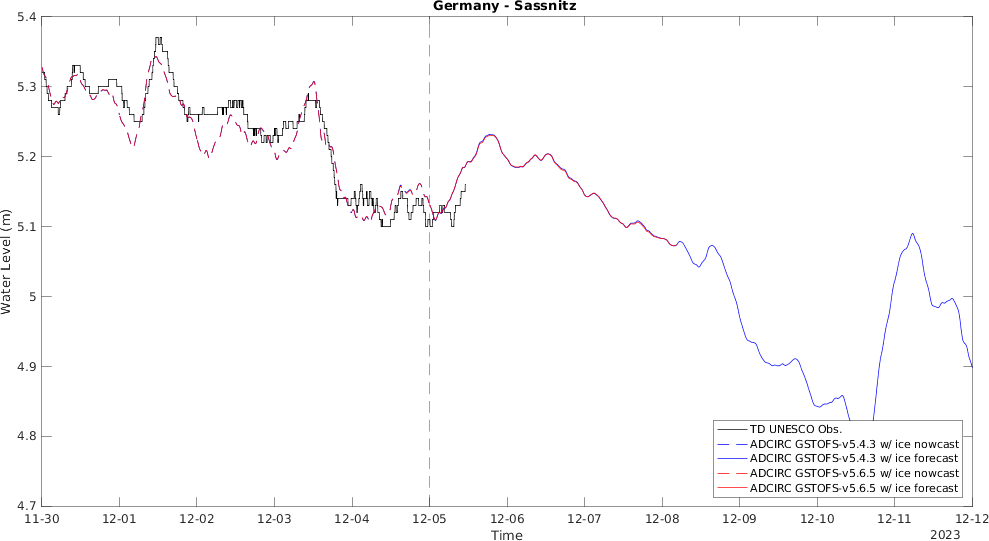 Germany - Sassnitz
5.4
5.3
5.2
5.1
5
4.9
4.8
4.7
Water Level (m)
11-30 12-01 12-02 12-03 12-04 12-05 12-06 12-07 12-08 12-09 12-10 12-11 12-12
Time
2023
TD UNESCO Obs.
ADCIRC GSTOFS-v5.4.3 w/ ice nowcast
ADCIRC GSTOFS-v5.4.3 w/ ice forecast
ADCIRC GSTOFS-v5.6.5 w/ ice nowcast
ADCIRC GSTOFS-v5.6.5 w/ ice forecast